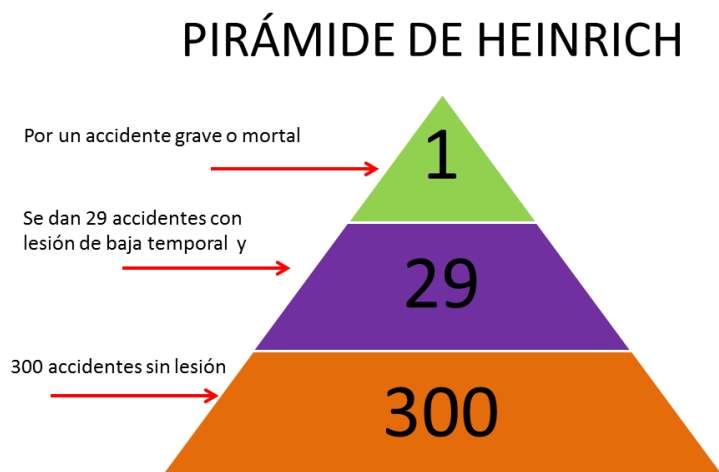 PIRÁMIDE DE HEINRICH
Por un accidente grave o mortal
1
Se dan 29 accidentes con
lesión de baja temporal y
29
300 accidentes sin lesión
300